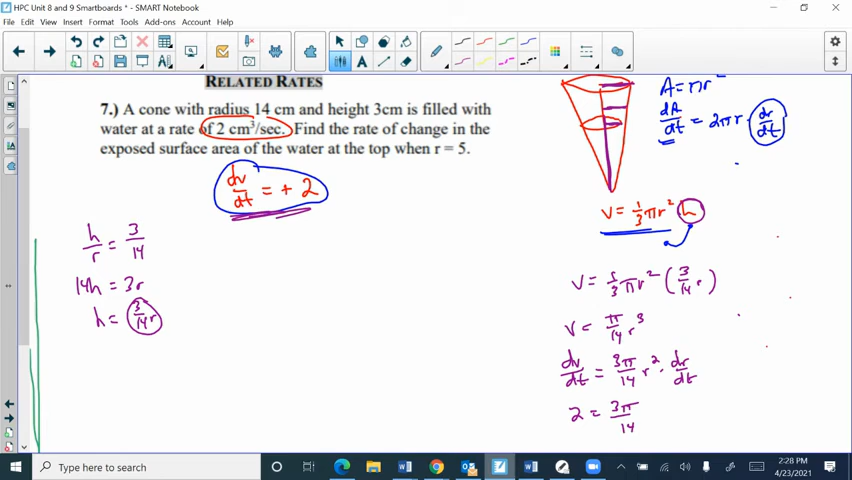 HPC Unit 8 and 9 Smartboards * - SMART Notebook
File Edit View Insert Format Tools Add-ons Account Help
RELATED RATES
7.) A cone with radius 14 cm and height 3cm is filled with
water at a rate of 2 cm³/sec. Find the rate of change in the
exposed surface area of the water at the top when r = 5.
dv/dt = + 2
A = πr²
dA/dt = 2πr · dr/dt
V = 1/3 πr² h
h/r = 3/14
14h = 3r
h = 3/14 r
V = 1/3 πr² (3/14 r)
V = π/14 r³
dv/dt = 3π/14 r² · dr/dt
2 = 3π/14
Type here to search
2:28 PM
4/23/2021